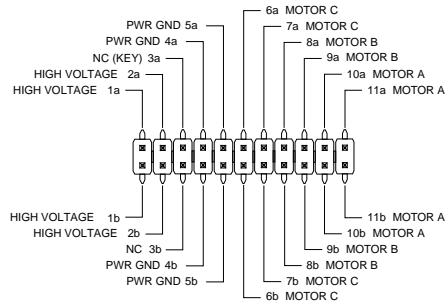 6a MOTOR C
PWR GND 5a
7a MOTOR C
PWR GND 4a
8a MOTOR B
NC (KEY) 3a
9a MOTOR B
HIGH VOLTAGE 2a
10a MOTOR A
HIGH VOLTAGE 1a
11a MOTOR A
HIGH VOLTAGE 1b
11b MOTOR A
HIGH VOLTAGE 2b
10b MOTOR A
NC 3b
9b MOTOR B
PWR GND 4b
8b MOTOR B
PWR GND 5b
7b MOTOR C
6b MOTOR C